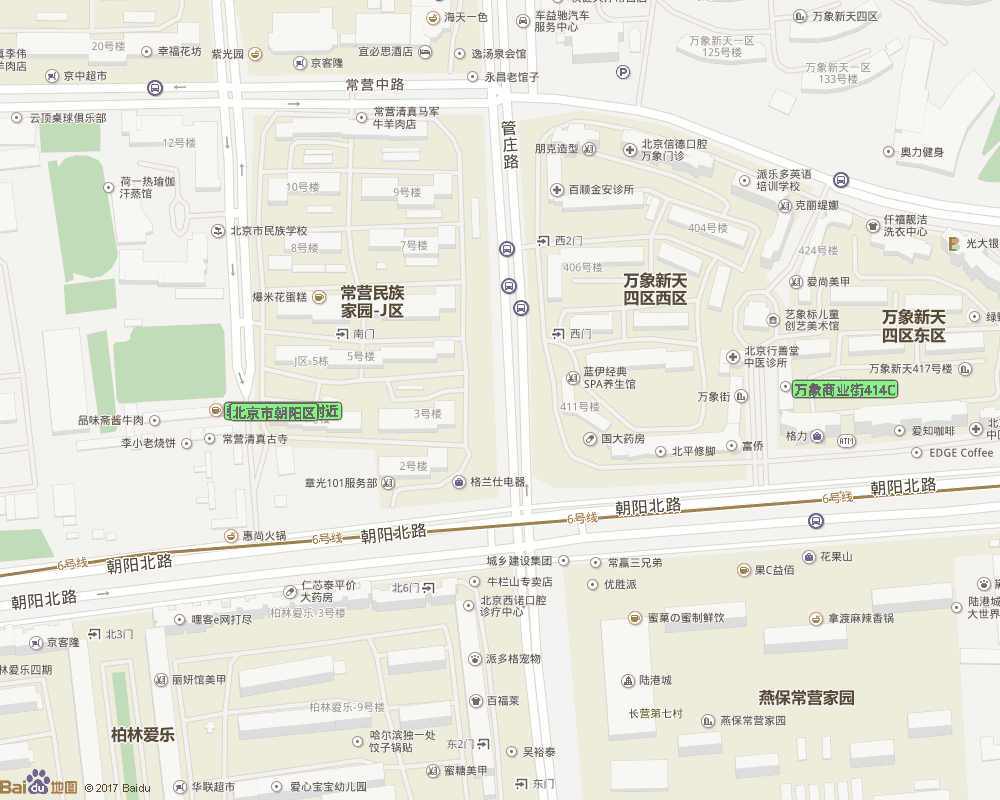 海天一色
车益驰汽车
服务中心
万象新天四区
20号楼
幸福花坊
紫光园
宜必思酒店
逸汤泉会馆
万象新天一区
125号楼
京客隆
京中超市
永昌老馆子
万象新天一区
133号楼
常营中路
云顶桌球俱乐部
常营清真马军
牛羊肉店
管庄路
12号楼
朋克造型
北京信德口腔
万象门诊
奥力健身
荷一热瑜伽
汗蒸馆
10号楼
9号楼
百顺金安诊所
派乐多英语
培训学校
克丽缇娜
仟禧靓洁
洗衣中心
北京市民族学校
8号楼
7号楼
西2门
404号楼
424号楼
光大银
406号楼
万象新天
四区西区
爱尚美甲
爆米花蛋糕
常营民族
家园-J区
南门
西门
艺象标儿童
创艺美术馆
万象新天
四区东区
J区-5栋
5号楼
北京行善堂
中医诊所
万象新天417号楼
蓝伊经典
SPA养生馆
万象街
万象商业街414C
北京市朝阳区
附近
3号楼
411号楼
品味斋酱牛肉
李小老烧饼
常营清真古寺
国大药房
北平修脚
富侨
格力
ATM
爱知咖啡
EDGE Coffee
2号楼
章光101服务部
格兰仕电器
朝阳北路
6号线
朝阳北路
6号线
朝阳北路
6号线
朝阳北路
惠尚火锅
朝阳北路
城乡建设集团
常赢三兄弟
果C益佰
花果山
仁芯泰平价
大药房
北6门
牛栏山专卖店
优胜派
北京西诺口腔
诊疗中心
柏林爱乐-3号楼
嘿客e网打尽
蜜菓の蜜制鲜饮
拿渡麻辣香锅
陆港城
大世界
北3门
京客隆
林爱乐四期
丽妍馆美甲
派多格宠物
陆港城
百福莱
长营第七村
燕保常营家园
燕保常营家园
柏林爱乐
柏林爱乐-9号楼
哈尔滨独一处
饺子锅贴
东2门
吴裕泰
蜜糖美甲
东门
华联超市
爱心宝宝幼儿园
Baidu地图
© 2017 Baidu